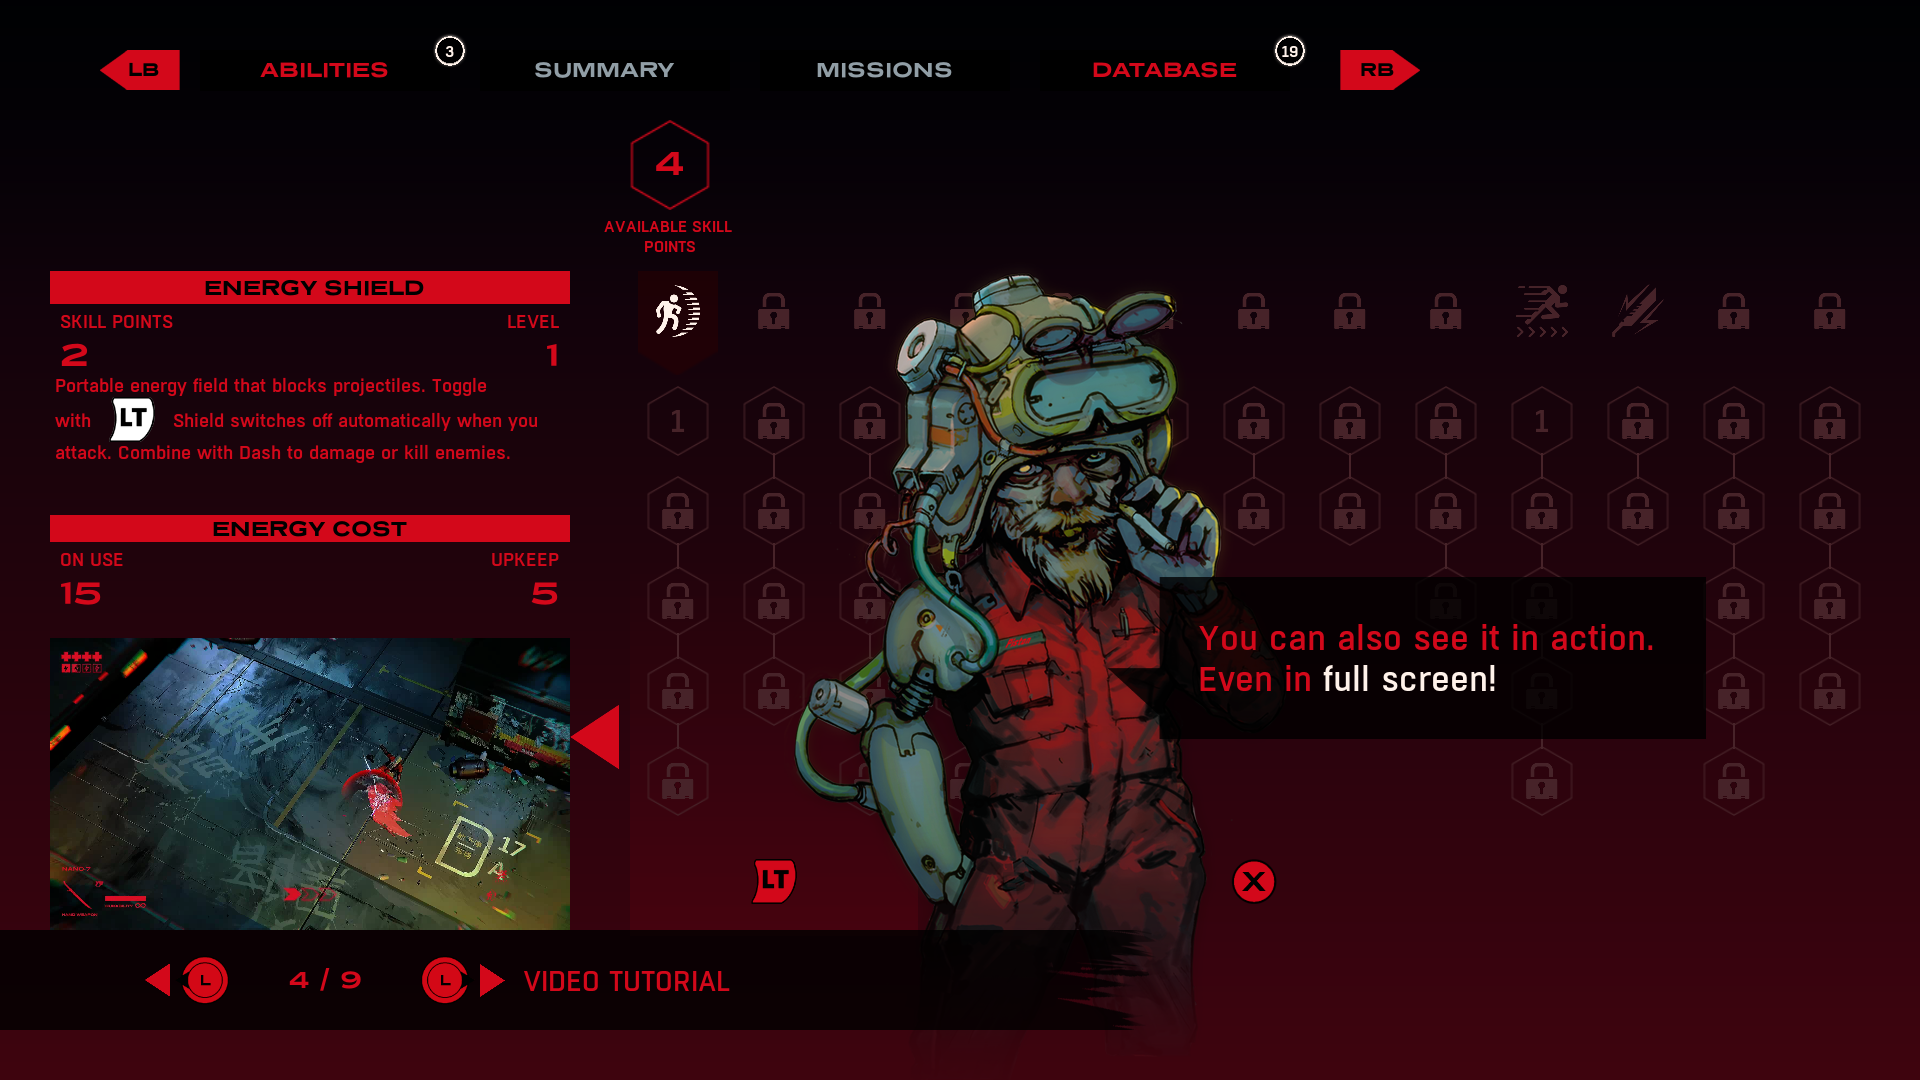 LB
ABILITIES
3
SUMMARY
MISSIONS
DATABASE
19
RB
4
AVAILABLE SKILL
POINTS
ENERGY SHIELD
SKILL POINTS
LEVEL
2
1
Portable energy field that blocks projectiles. Toggle
with LT Shield switches off automatically when you
attack. Combine with Dash to damage or kill enemies.
1
1
ENERGY COST
ON USE
UPKEEP
15
5
You can also see it in action.
Even in full screen!
17
A
LT
X
L
4 / 9
L
VIDEO TUTORIAL